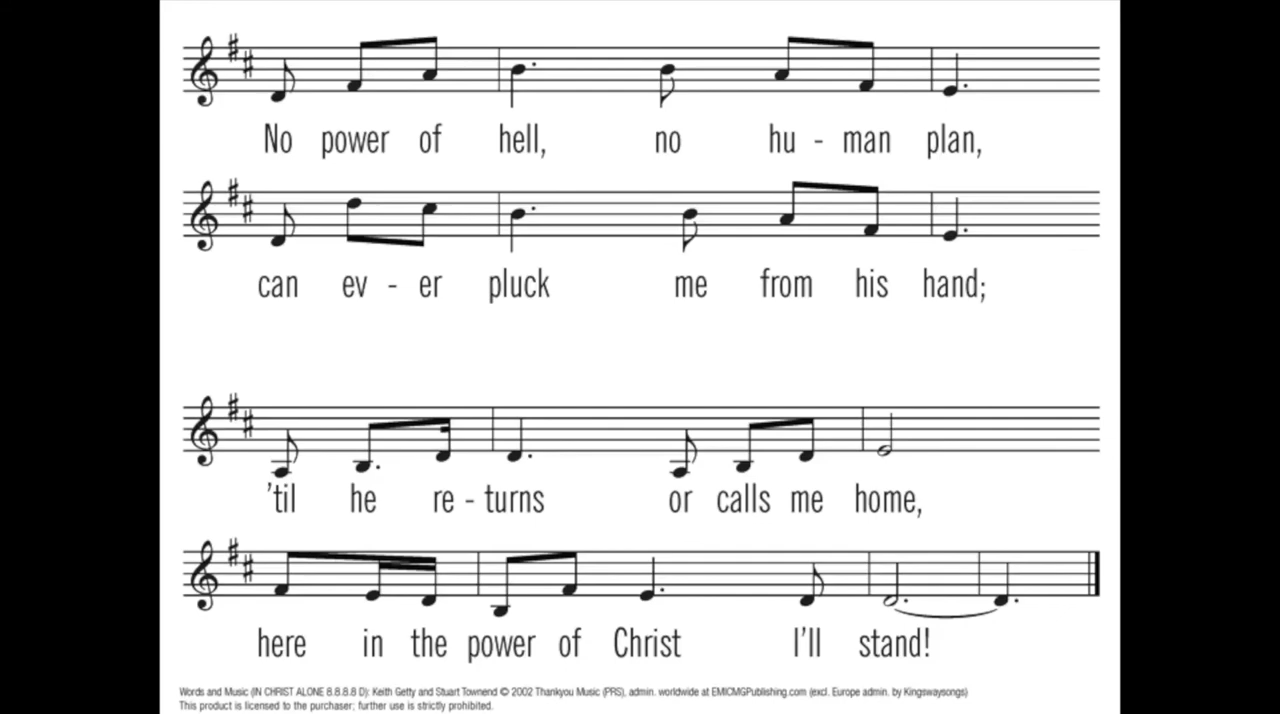 No power of hell, no hu - man plan,
can ev - er pluck me from his hand;
'til he re - turns or calls me home,
here in the power of Christ I'll stand!
Words and Music (IN CHRIST ALONE 8.8.8.8 D): Keith Getty and Stuart Townend © 2002 Thankyou Music (PRS), admin. worldwide at EMICMGPublishing.com (excl. Europe admin. by Kingswaysongs)
This product is licensed to the purchaser; further use is strictly prohibited.